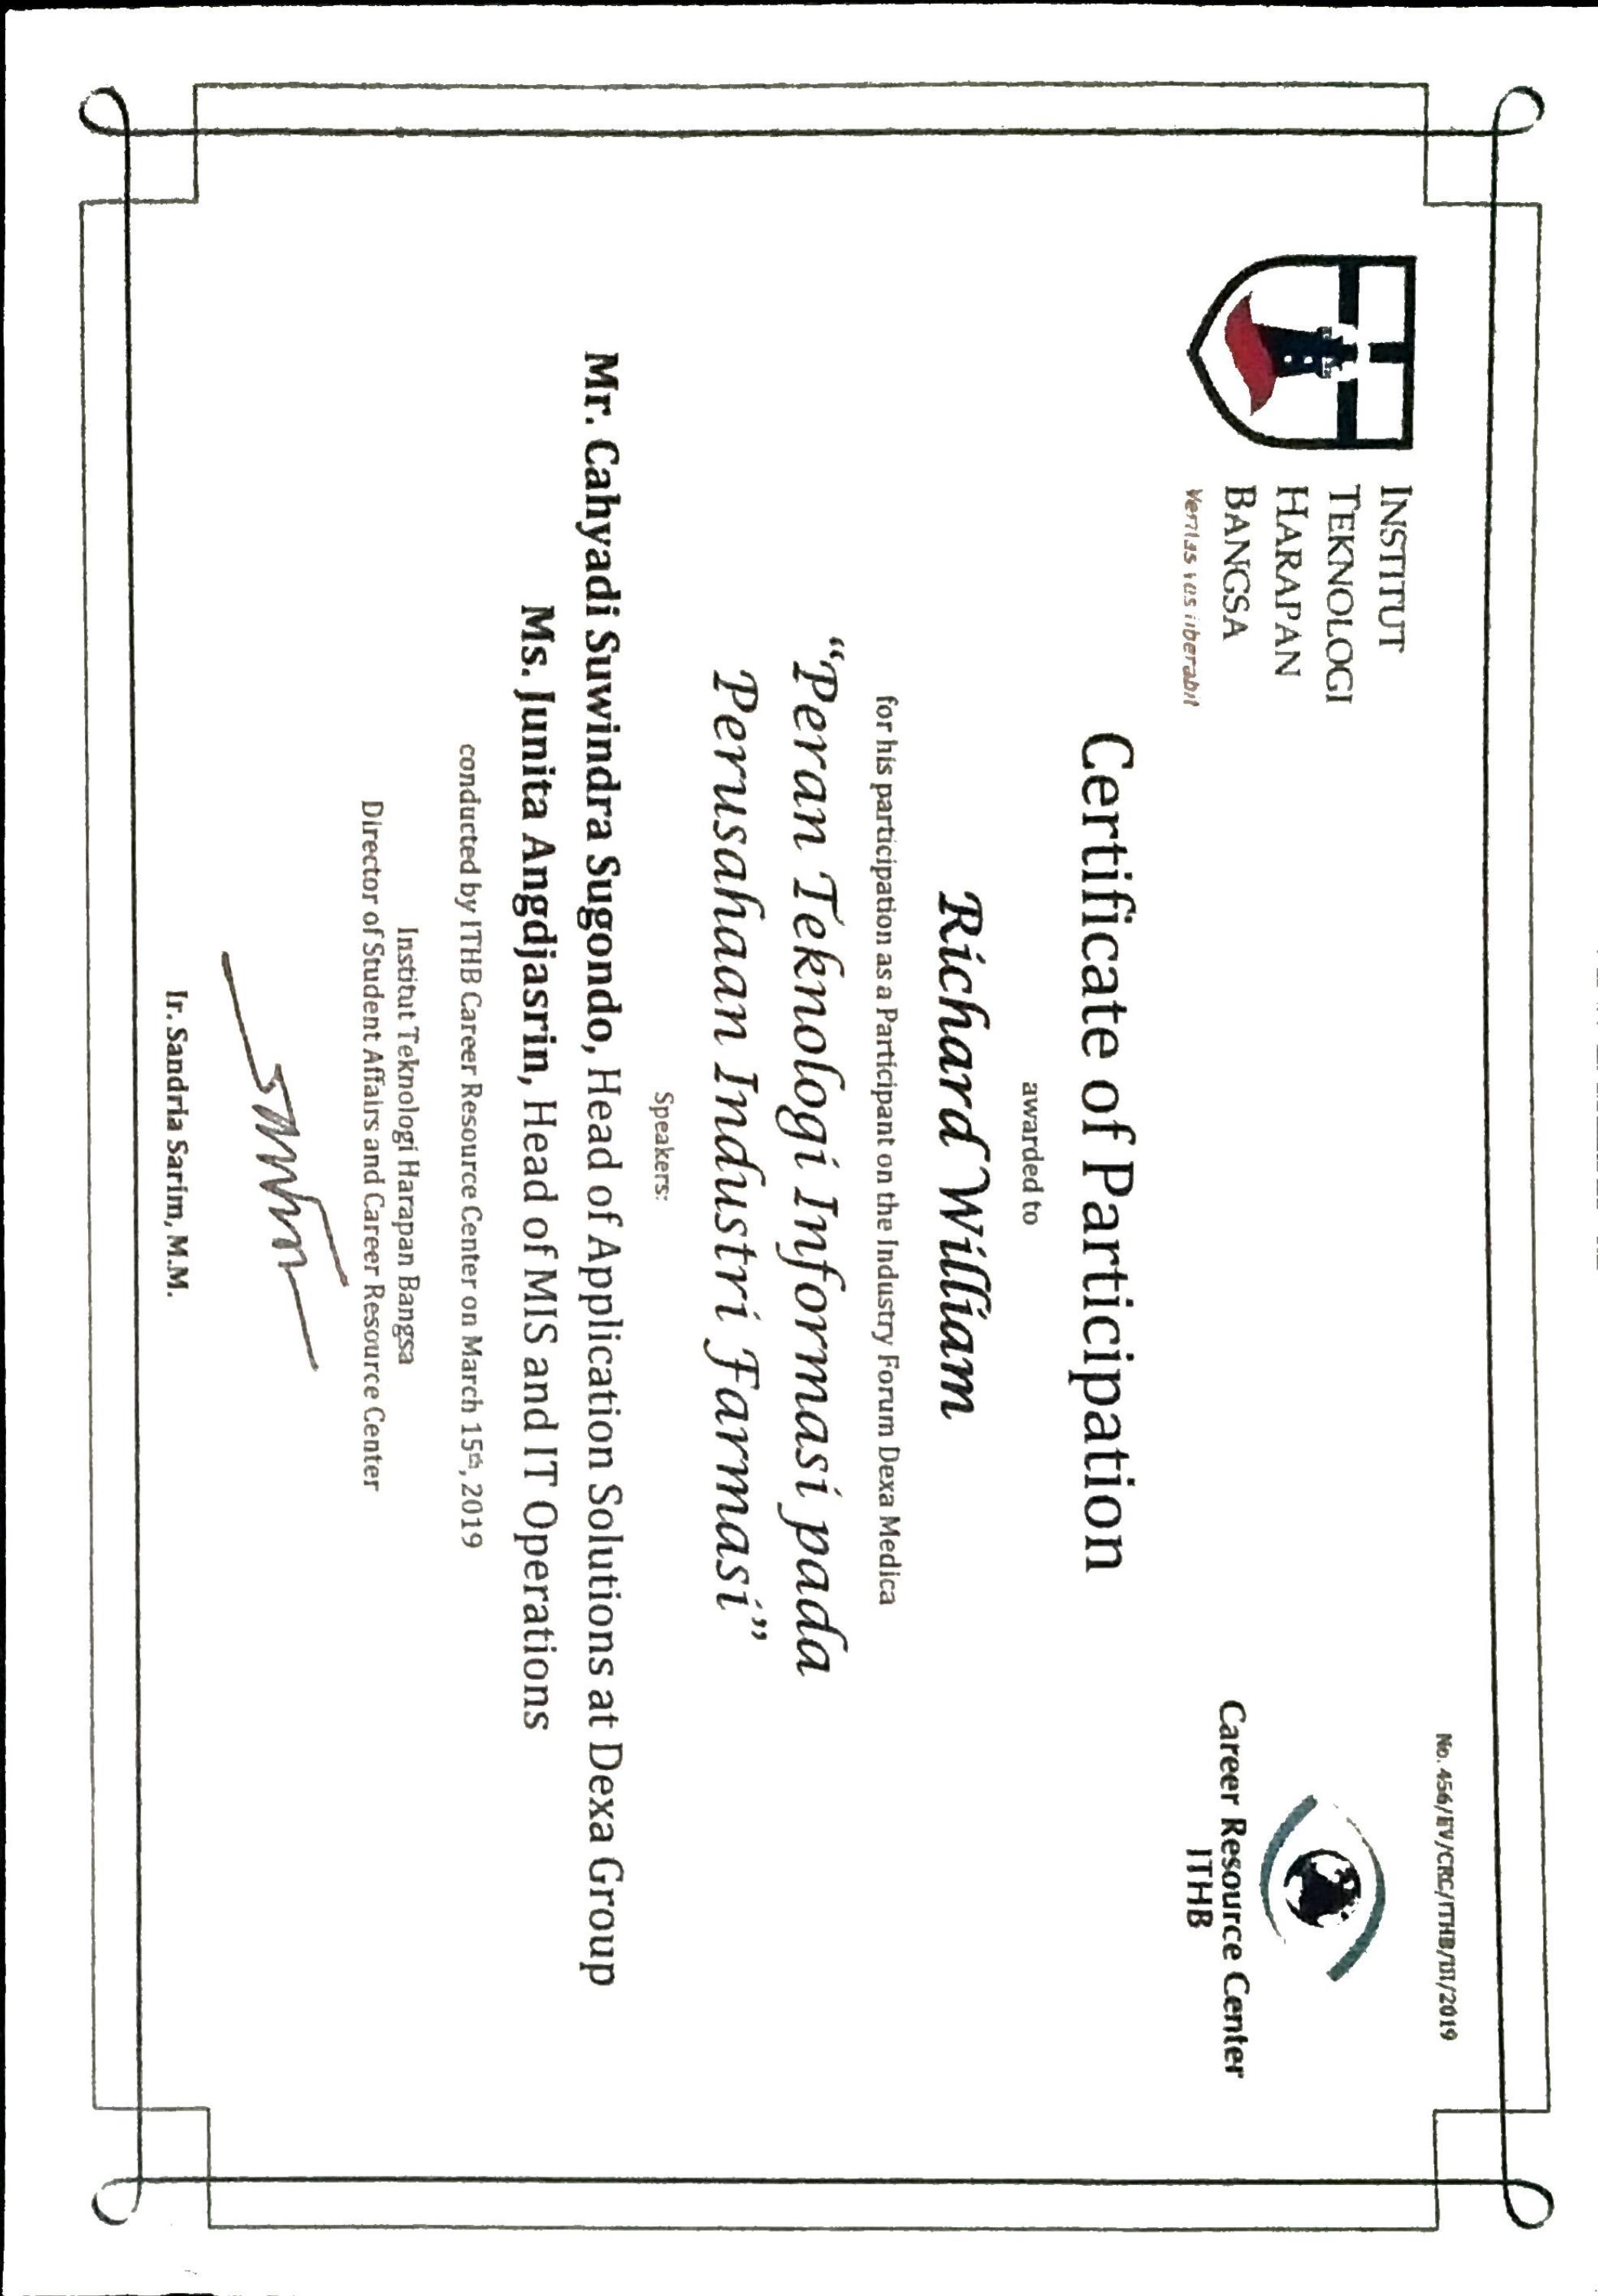 No. 456/EV/CRC/ITHB/III/2019
INSTITUT
TEKNOLOGI
HARAPAN
BANGSA
Veritas vos liberabit
Career Resource Center
ITHB
Certificate of Participation
awarded to
Richard William
for his participation as a Participant on the Industry Forum Dexa Medica
“Peran Teknologi Informasi pada
Perusahaan Industri Farmasi”
Speakers:
Mr. Cahyadi Suwindra Sugondo, Head of Application Solutions at Dexa Group
Ms. Junita Angdjasrin, Head of MIS and IT Operations
conducted by ITHB Career Resource Center on March 15th, 2019
Institut Teknologi Harapan Bangsa
Director of Student Affairs and Career Resource Center
Ir. Sandria Sarim, M.M.